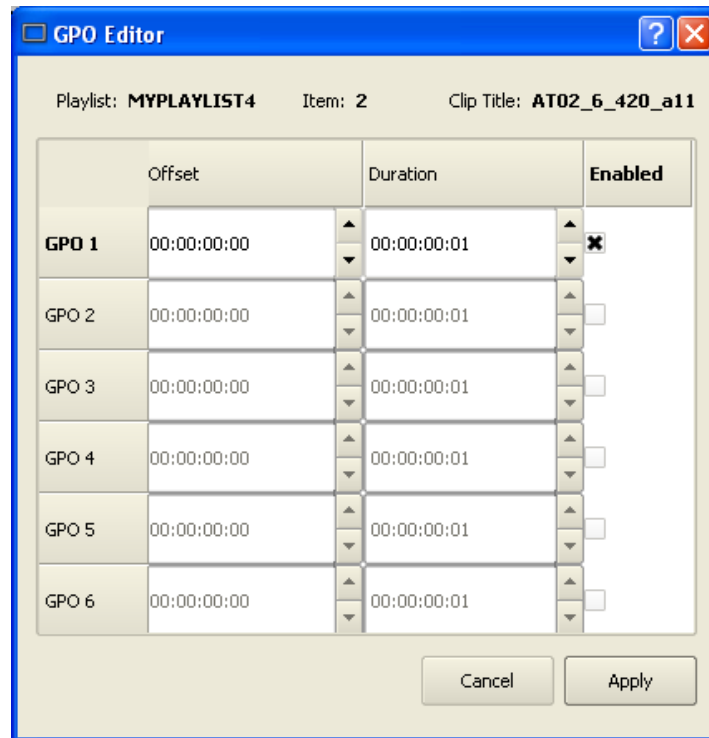 GPO Editor
Playlist: MYPLAYLIST4 Item: 2 Clip Title: AT02_6_420_a11
Offset Duration Enabled
GPO 1 00:00:00:00 00:00:00:01
GPO 2 00:00:00:00 00:00:00:01
GPO 3 00:00:00:00 00:00:00:01
GPO 4 00:00:00:00 00:00:00:01
GPO 5 00:00:00:00 00:00:00:01
GPO 6 00:00:00:00 00:00:00:01
Cancel Apply